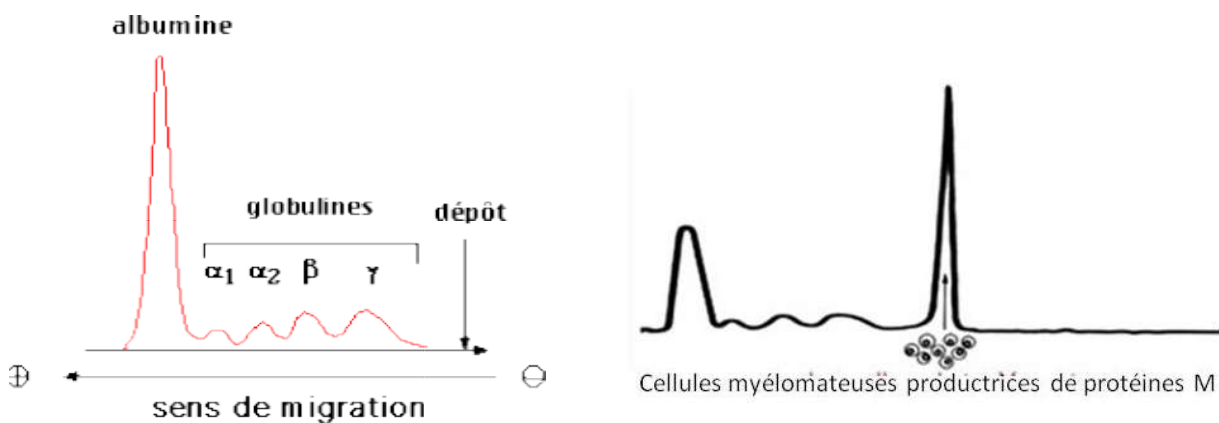 albumine
globulines
dépôt
α1 α2 β γ
⊕ ⊖
sens de migration
Cellules myélomateuses productrices de protéines M